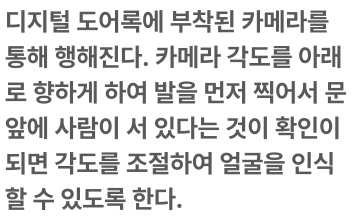 디지털 도어록에 부착된 카메라를
통해 행해진다. 카메라 각도를 아래
로 향하게 하여 발을 먼저 찍어서 문
앞에 사람이 서 있다는 것이 확인이
되면 각도를 조절하여 얼굴을 인식
할 수 있도록 한다.